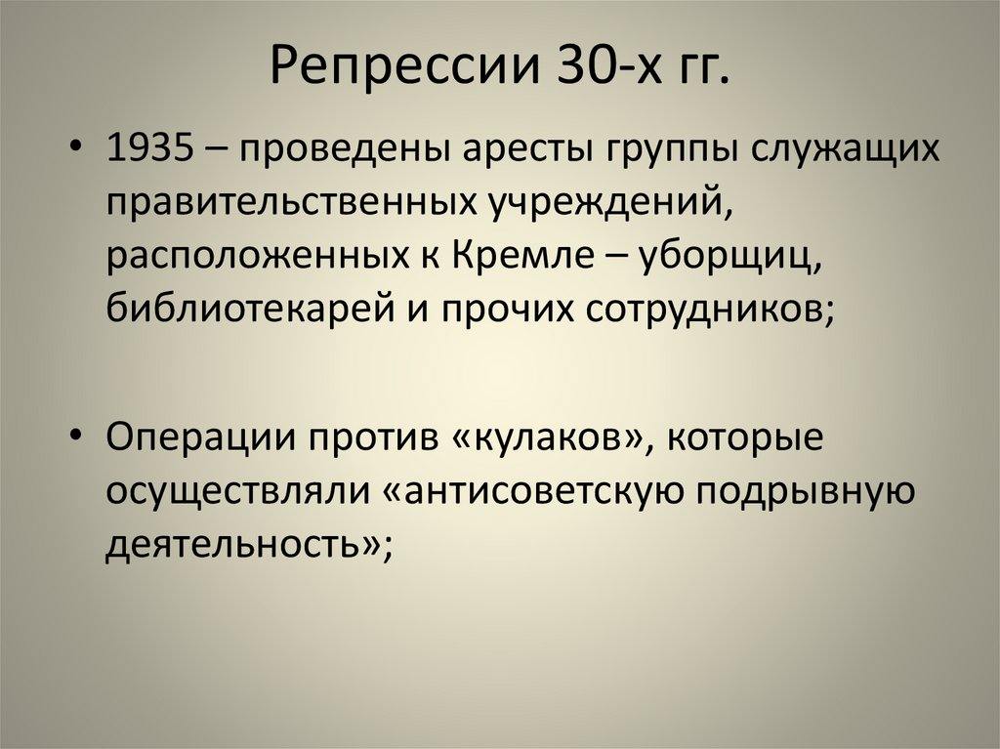 Репрессии 30-х гг.
• 1935 – проведены аресты группы служащих
правительственных учреждений,
расположенных к Кремле – уборщиц,
библиотекарей и прочих сотрудников;
• Операции против «кулаков», которые
осуществляли «антисоветскую подрывную
деятельность»;